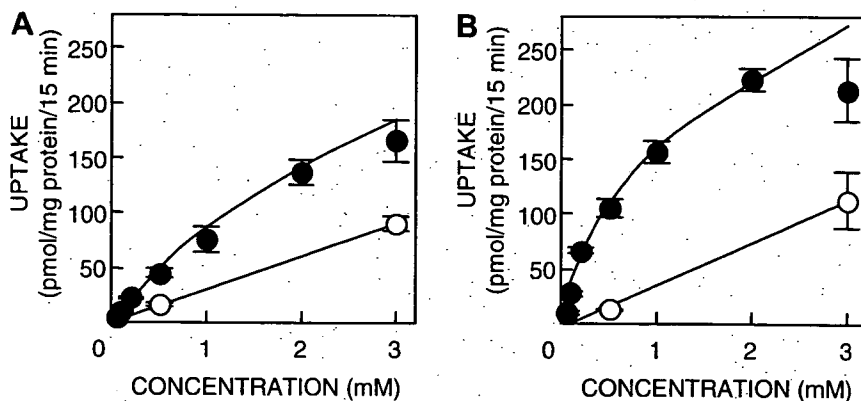 A
UPTAKE
(pmol/mg protein/15 min)
250
200
150
100
50
0
1
2
3
CONCENTRATION (mM)
B
UPTAKE
(pmol/mg protein/15 min)
250
200
150
100
50
0
1
2
3
CONCENTRATION (mM)